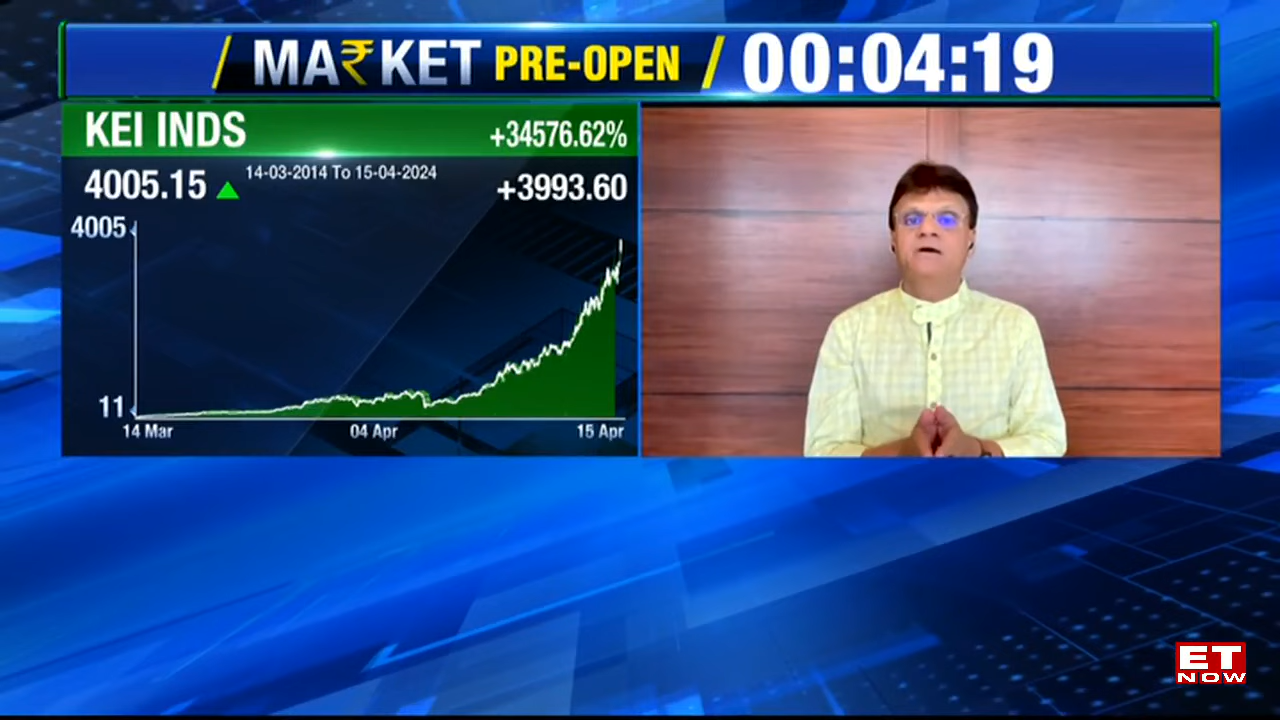 MA₹KET PRE-OPEN 00:04:19
KEI INDS +34576.62%
4005.15 14-03-2014 To 15-04-2024 +3993.60
4005
11
14 Mar 04 Apr 15 Apr
ET
NOW